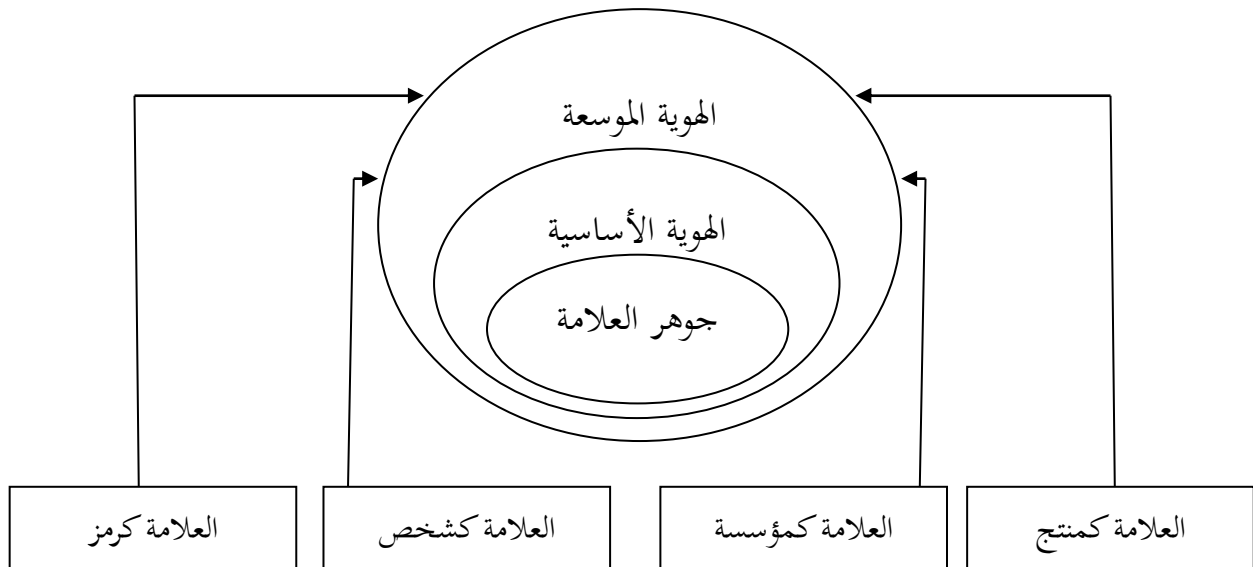 الهوية الموسعة
الهوية الأساسية
جوهر العلامة
العلامة كمنتج
العلامة كمؤسسة
العلامة كشخص
العلامة كرمز